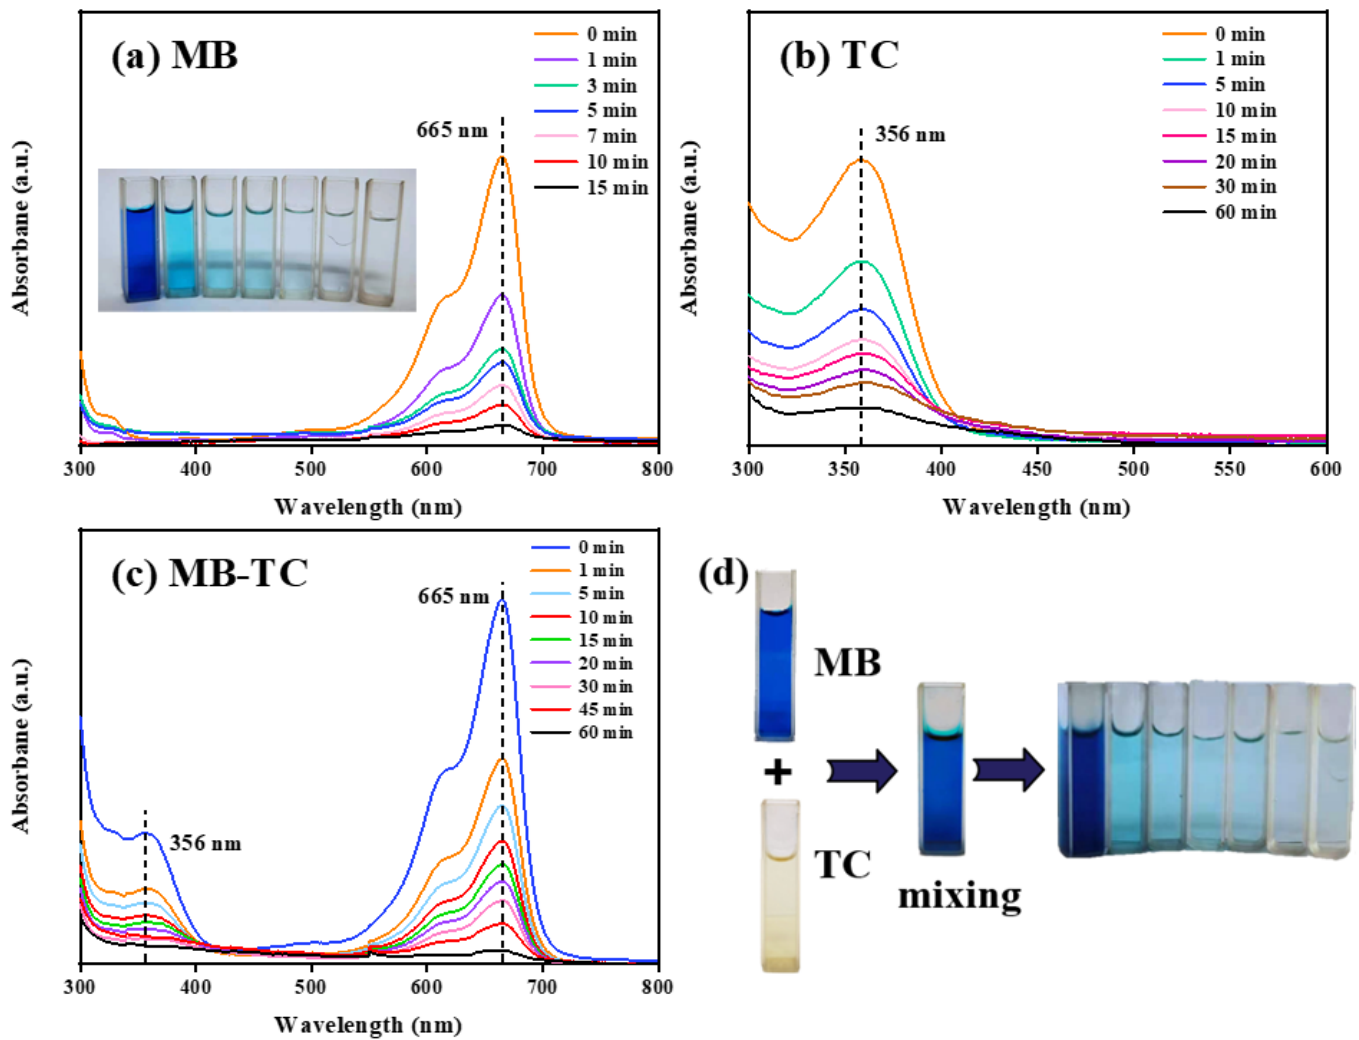 (a) MB
0 min
1 min
3 min
5 min
7 min
10 min
15 min
665 nm
Absorbane (a.u.)
300 400 500 600 700 800
Wavelength (nm)
(b) TC
0 min
1 min
5 min
10 min
15 min
20 min
30 min
60 min
356 nm
Absorbane (a.u.)
300 350 400 450 500 550 600
Wavelength (nm)
(c) MB-TC
0 min
1 min
5 min
10 min
15 min
20 min
30 min
45 min
60 min
665 nm
356 nm
Absorbane (a.u.)
300 400 500 600 700 800
Wavelength (nm)
(d)
MB
+
TC
mixing